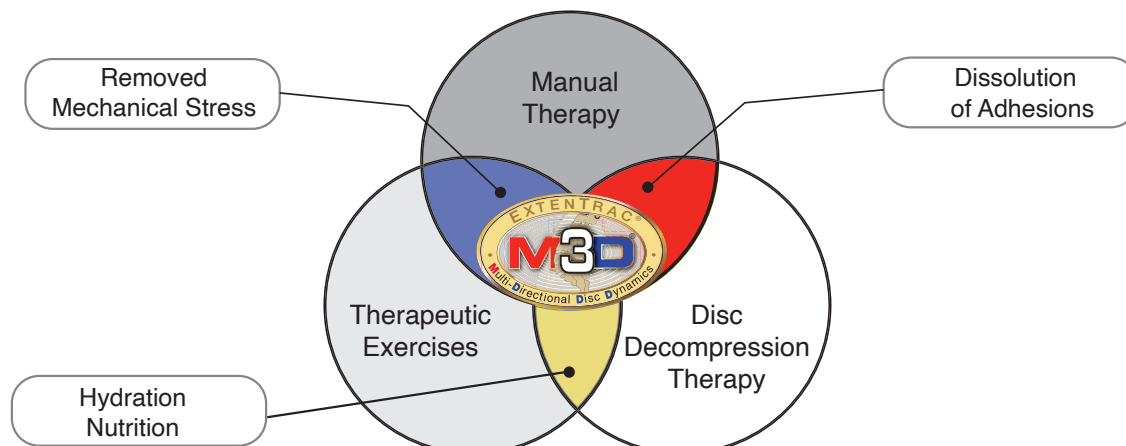 Removed
Mechanical Stress
Manual
Therapy
Dissolution
of Adhesions
EXTENTRAC®
M3D®
Multi-Directional Disc Dynamics
Therapeutic
Exercises
Disc
Decompression
Therapy
Hydration
Nutrition